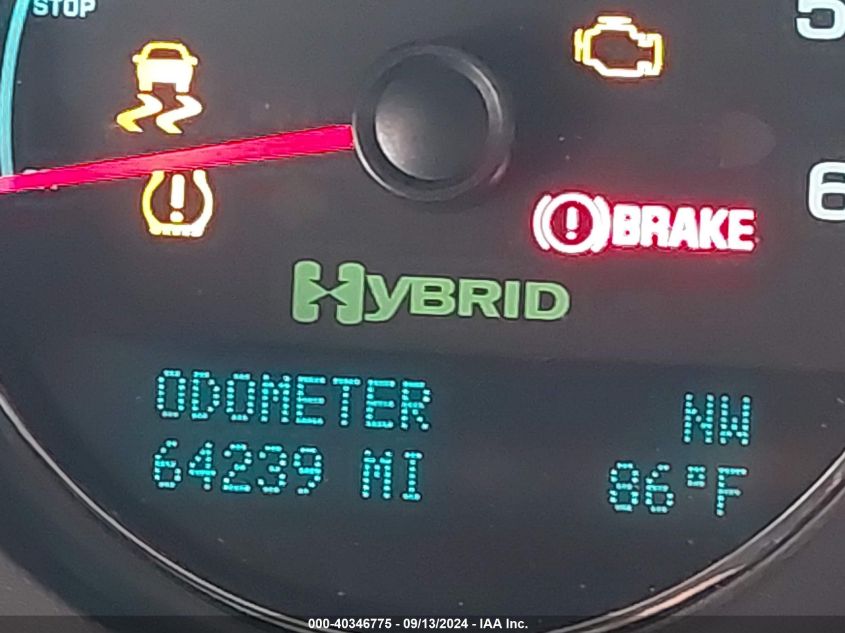 STOP
5
6
BRAKE
HYBRID
ODOMETER
NW
64239 MI
86°F
000-40346775 - 09/13/2024 - IAA Inc.